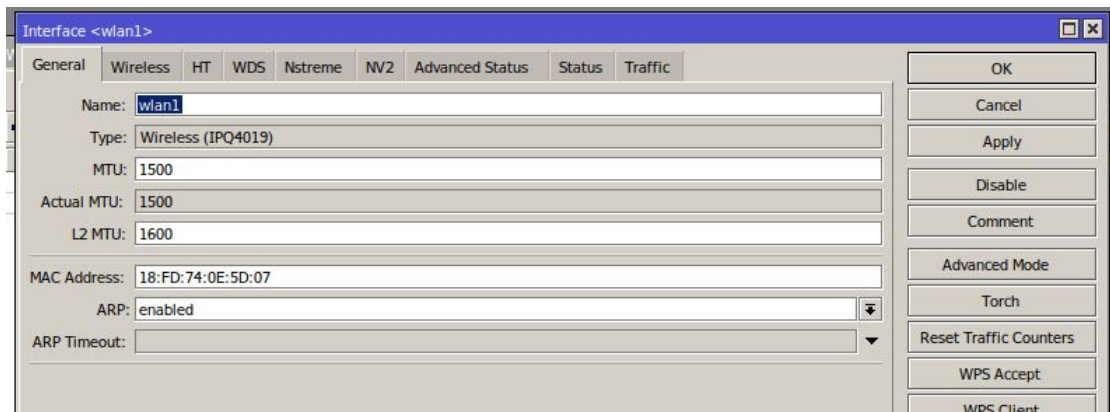 Interface <wlan1>
General Wireless HT WDS Nstreme NV2 Advanced Status Status Traffic
Name: wlan1
Type: Wireless (IPQ4019)
MTU: 1500
Actual MTU: 1500
L2 MTU: 1600
MAC Address: 18:FD:74:0E:5D:07
ARP: enabled
ARP Timeout:
OK
Cancel
Apply
Disable
Comment
Advanced Mode
Torch
Reset Traffic Counters
WPS Accept
WPS Client